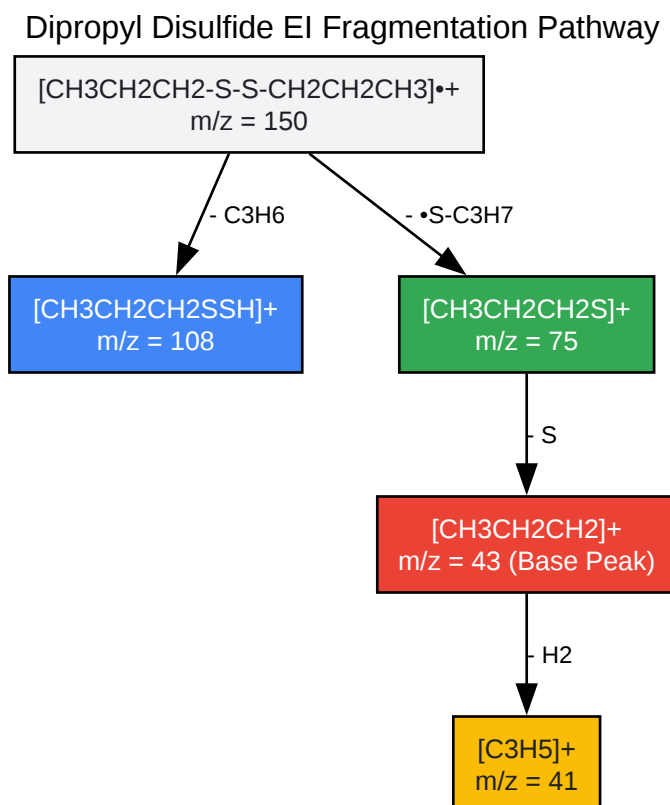 Dipropyl Disulfide EI Fragmentation Pathway
[CH3CH2CH2-S-S-CH2CH2CH3]•+
m/z = 150
- C3H6
- •S-C3H7
[CH3CH2CH2SSH]+
m/z = 108
[CH3CH2CH2S]+
m/z = 75
- S
[CH3CH2CH2]+
m/z = 43 (Base Peak)
- H2
[C3H5]+
m/z = 41